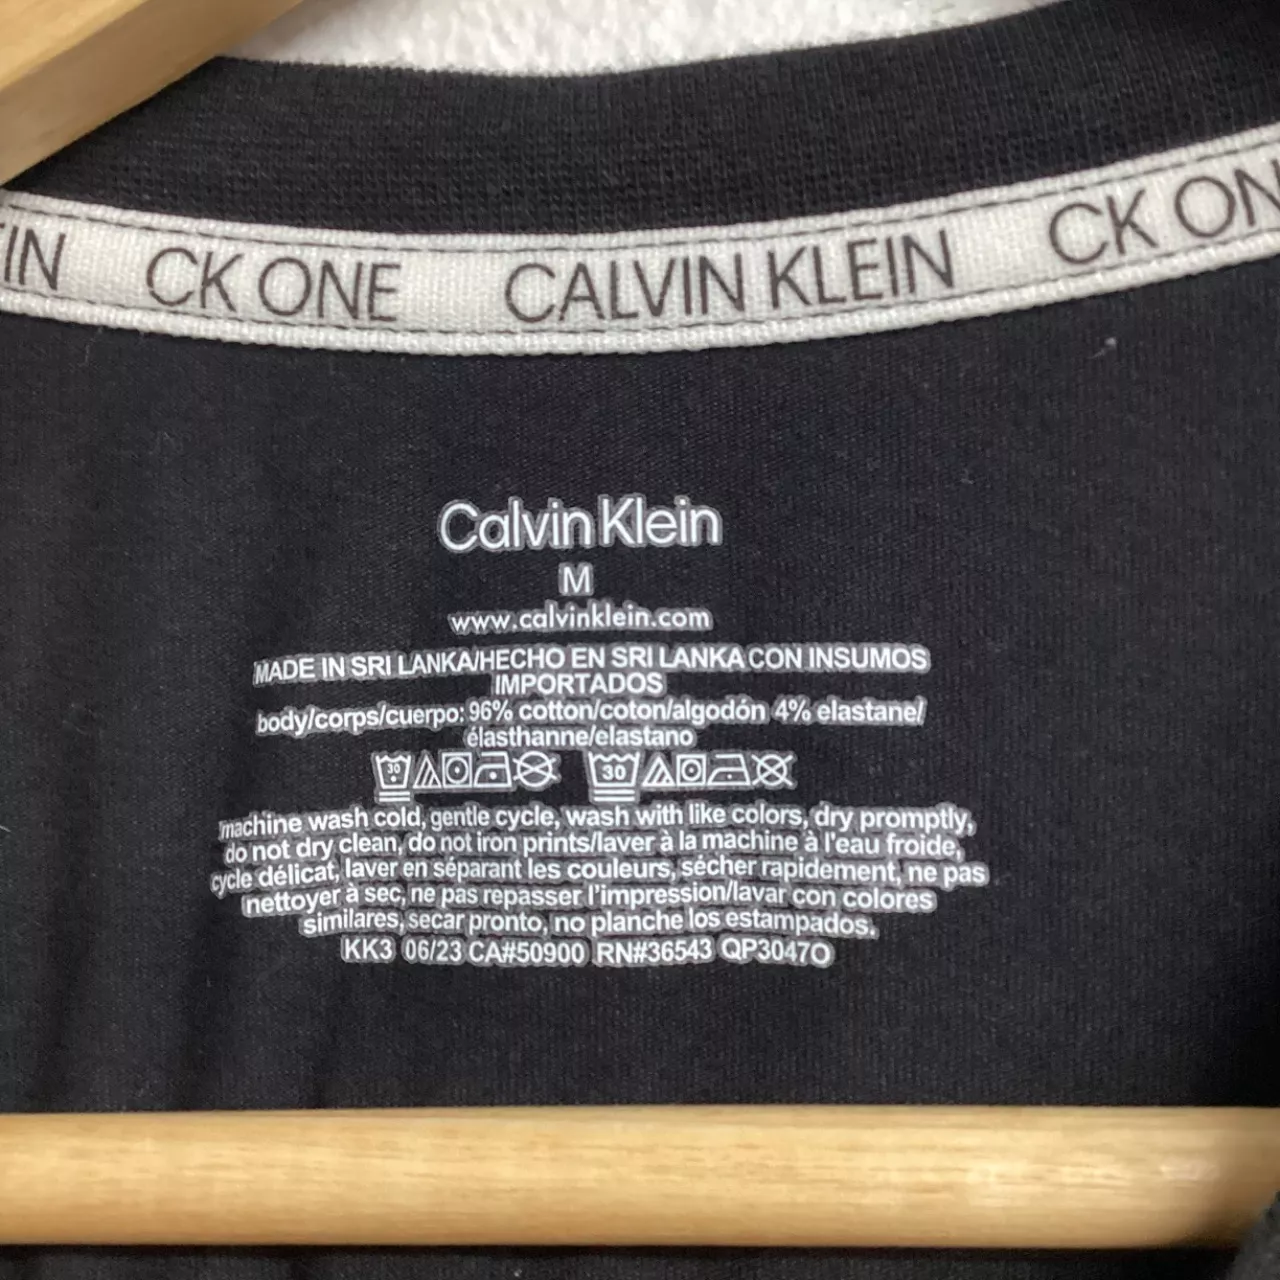 IN CK ONE CALVIN KLEIN CK ON
Calvin Klein
M
www.calvinklein.com
MADE IN SRI LANKA/HECHO EN SRI LANKA CON INSUMOS
IMPORTADOS
body/corps/cuerpo: 96% cotton/coton/algodón 4% elastane/
élasthanne/elastano
30 30
machine wash cold, gentle cycle, wash with like colors, dry promptly,
do not dry clean, do not iron prints/laver à la machine à l'eau froide,
cycle délicat, laver en séparant les couleurs, sécher rapidement, ne pas
nettoyer à sec, ne pas repasser l'impression/lavar con colores
similares, secar pronto, no planche los estampados.
KK3 06/23 CA#50900 RN#36543 QP3047O